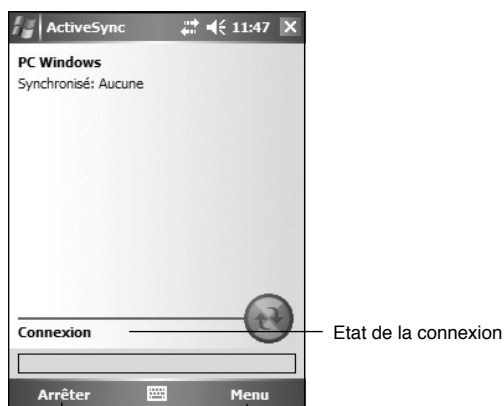 ActiveSync 11:47
PC Windows
Synchronisé: Aucune
Connexion
Etat de la connexion
Arrêter Menu